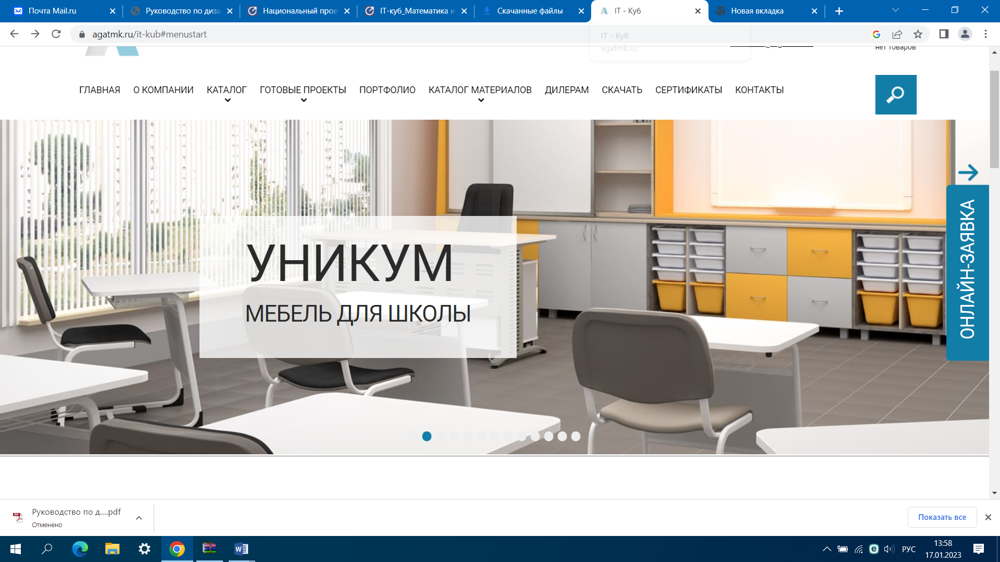 Почта Mail.ru
Руководство по диза
Национальный прое
IT-куб_Математика и
Скачанные файлы
IT - Куб
Новая вкладка
agatmk.ru/it-kub#menustart
IT - Куб
agatmk.ru
нет товаров
ГЛАВНАЯ
О КОМПАНИИ
КАТАЛОГ
ГОТОВЫЕ ПРОЕКТЫ
ПОРТФОЛИО
КАТАЛОГ МАТЕРИАЛОВ
ДИЛЕРАМ
СКАЧАТЬ
СЕРТИФИКАТЫ
КОНТАКТЫ
УНИКУМ
МЕБЕЛЬ ДЛЯ ШКОЛЫ
ОНЛАЙН-ЗАЯВКА
Руководство по д....pdf
Отменено
Показать все
РУС
13:58
17.01.2023